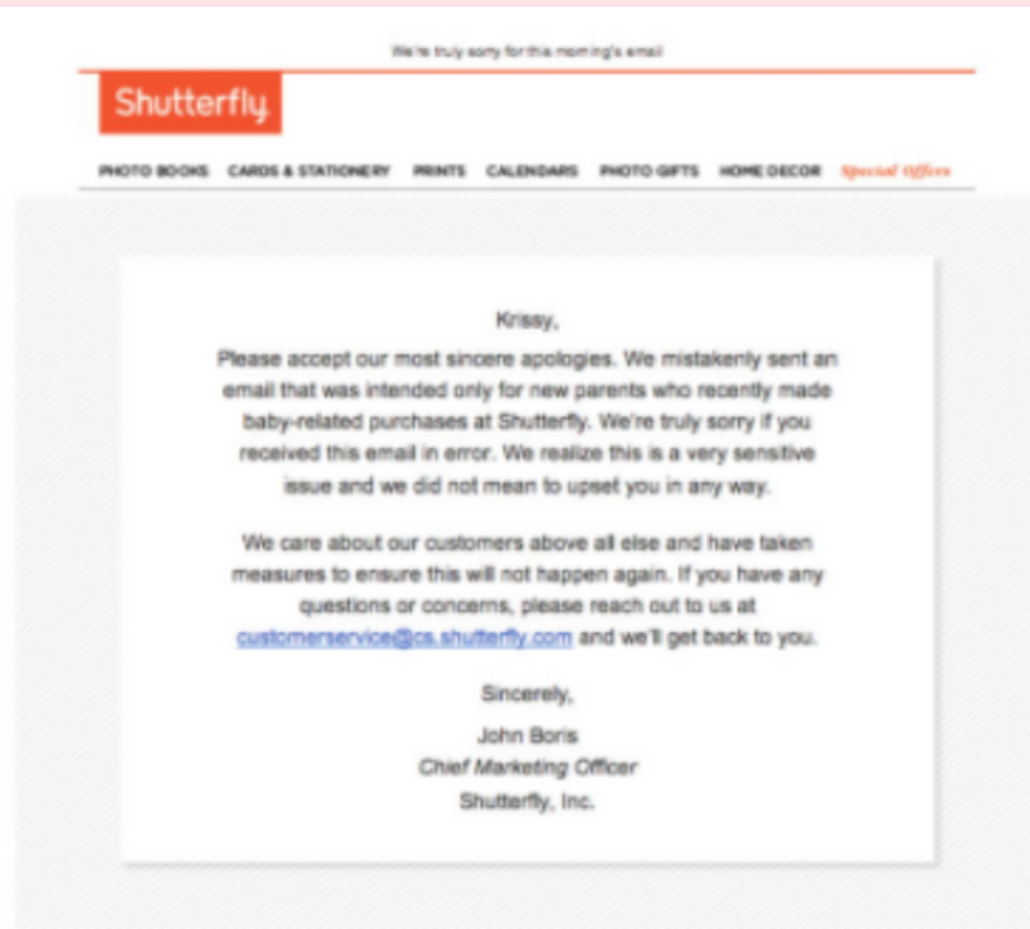 We're truly sorry for this morning's email
Shutterfly.
PHOTO BOOKS CARDS & STATIONERY PRINTS CALENDARS PHOTO GIFTS HOME DECOR Special Offers
Krissy,
Please accept our most sincere apologies. We mistakenly sent an
email that was intended only for new parents who recently made
baby-related purchases at Shutterfly. We're truly sorry if you
received this email in error. We realize this is a very sensitive
issue and we did not mean to upset you in any way.
We care about our customers above all else and have taken
measures to ensure this will not happen again. If you have any
questions or concerns, please reach out to us at
customerservice@cs.shutterfly.com and we'll get back to you.
Sincerely,
John Boris
Chief Marketing Officer
Shutterfly, Inc.